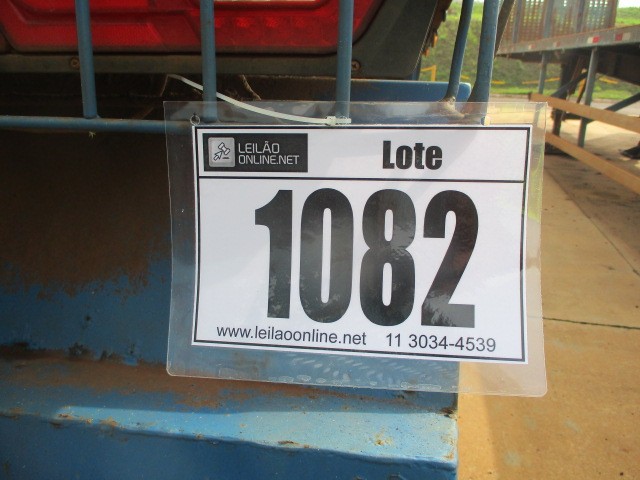 LEILÃO
ONLINE.NET
Lote
1082
www.leilaoonline.net 11 3034-4539